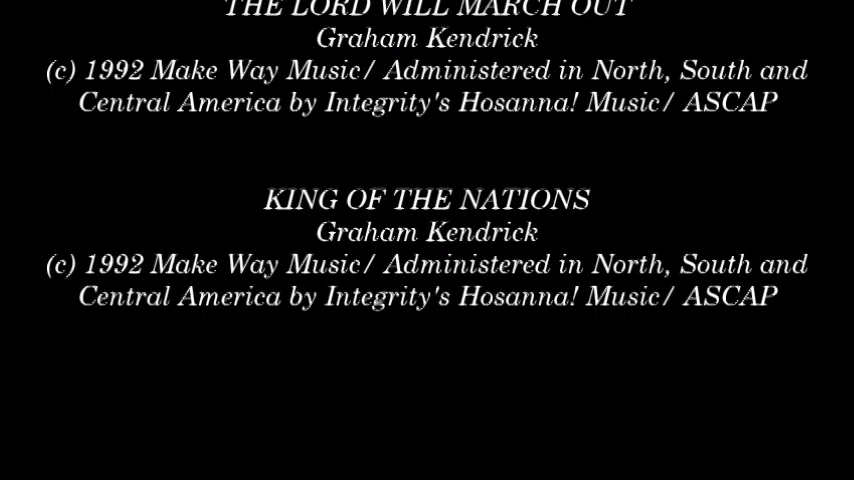 THE LORD WILL MARCH OUT
Graham Kendrick
(c) 1992 Make Way Music/ Administered in North, South and
Central America by Integrity's Hosanna! Music/ ASCAP
KING OF THE NATIONS
Graham Kendrick
(c) 1992 Make Way Music/ Administered in North, South and
Central America by Integrity's Hosanna! Music/ ASCAP